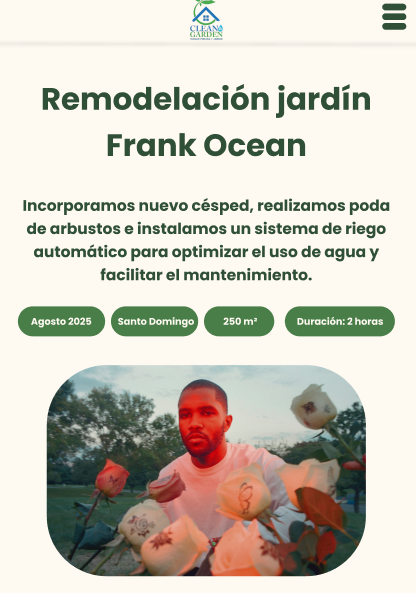 CLEAN
GARDEN
Remodelación jardín
Frank Ocean
Incorporamos nuevo césped, realizamos poda
de arbustos e instalamos un sistema de riego
automático para optimizar el uso de agua y
facilitar el mantenimiento.
Agosto 2025
Santo Domingo
250 m²
Duración: 2 horas